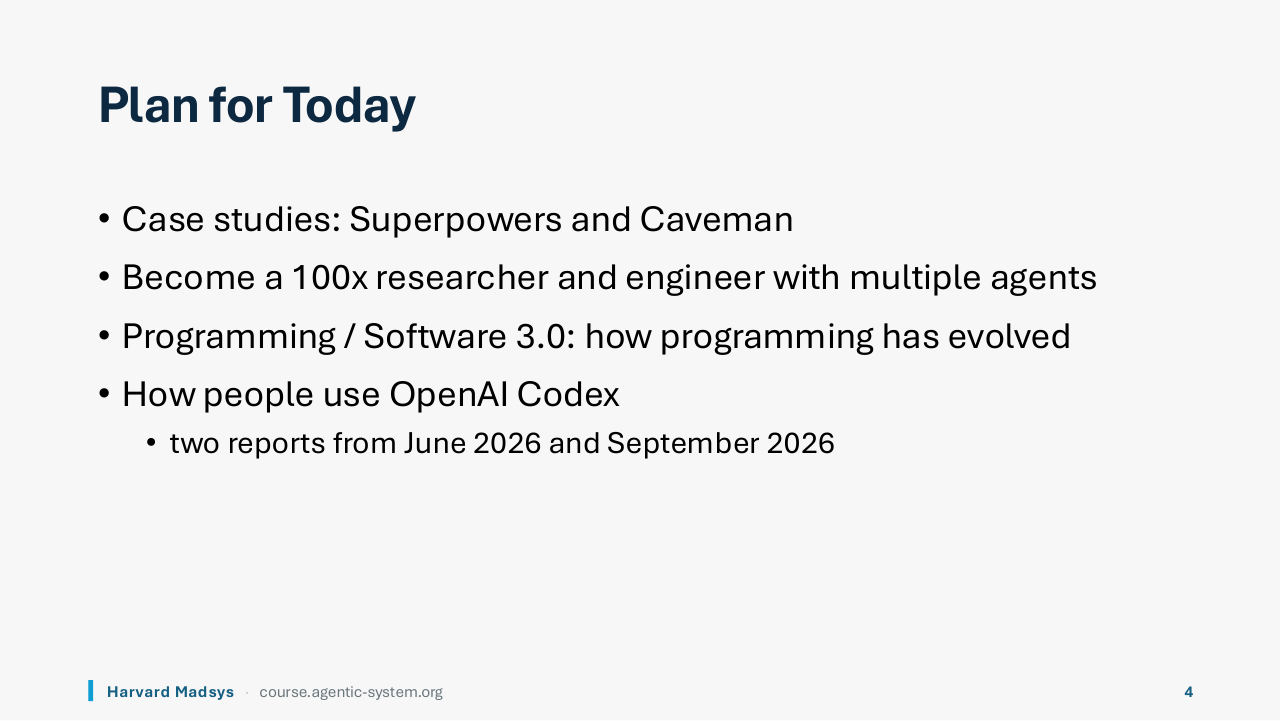 Plan for Today
• Case studies: Superpowers and Caveman
• Become a 100x researcher and engineer with multiple agents
• Programming / Software 3.0: how programming has evolved
• How people use OpenAI Codex
• two reports from June 2026 and September 2026
Harvard Madsys · course.agentic-system.org
4